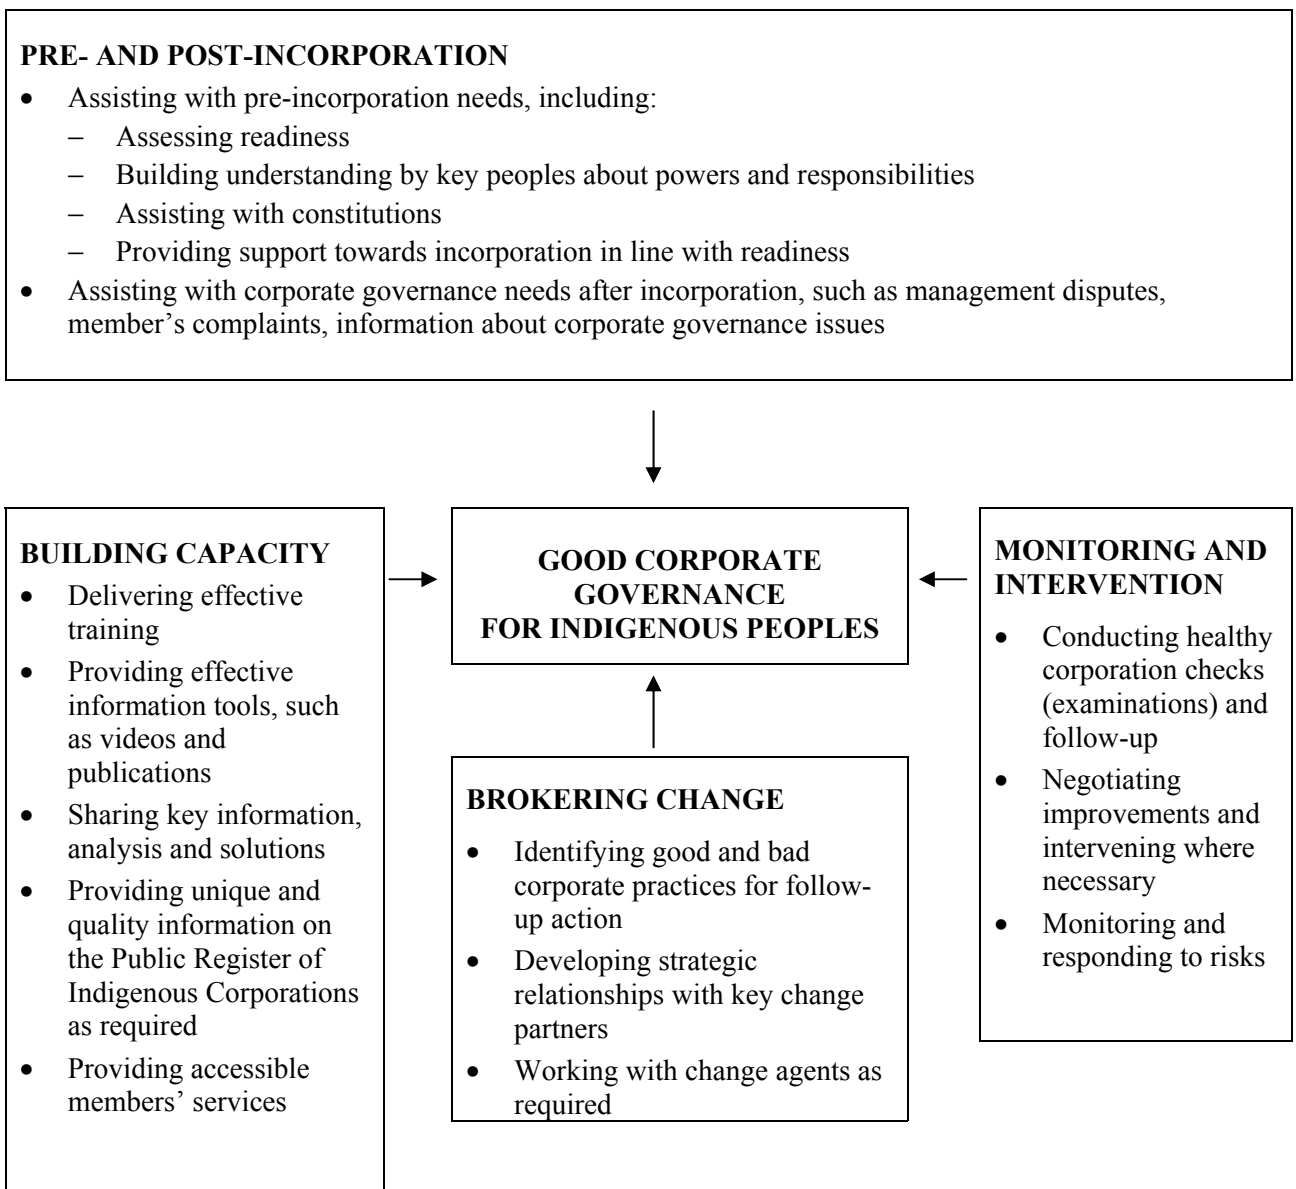 PRE- AND POST-INCORPORATION
• Assisting with pre-incorporation needs, including:
– Assessing readiness
– Building understanding by key peoples about powers and responsibilities
– Assisting with constitutions
– Providing support towards incorporation in line with readiness
• Assisting with corporate governance needs after incorporation, such as management disputes,
member’s complaints, information about corporate governance issues
BUILDING CAPACITY
• Delivering effective
training
• Providing effective
information tools, such
as videos and
publications
• Sharing key information,
analysis and solutions
• Providing unique and
quality information on
the Public Register of
Indigenous Corporations
as required
• Providing accessible
members’ services
GOOD CORPORATE
GOVERNANCE
FOR INDIGENOUS PEOPLES
BROKERING CHANGE
• Identifying good and bad
corporate practices for follow-
up action
• Developing strategic
relationships with key change
partners
• Working with change agents as
required
MONITORING AND
INTERVENTION
• Conducting healthy
corporation checks
(examinations) and
follow-up
• Negotiating
improvements and
intervening where
necessary
• Monitoring and
responding to risks